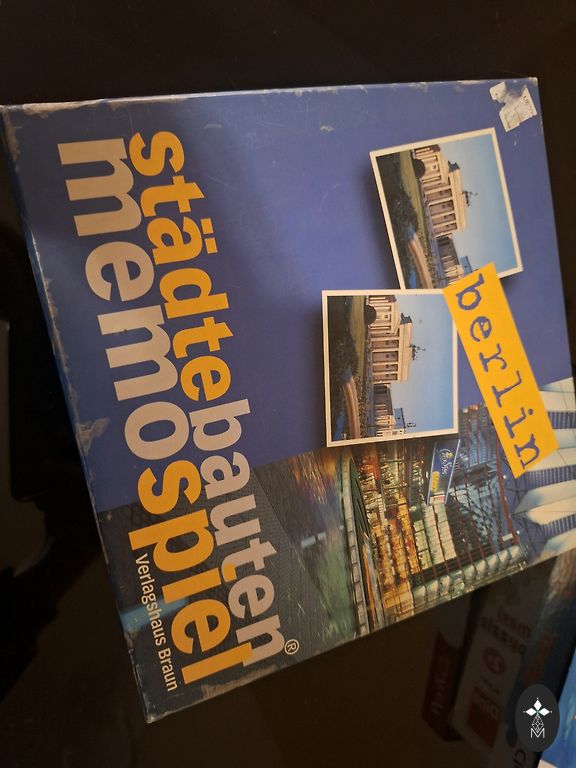 städtebauten®
memospiel
Verlagshaus Braun
berlin